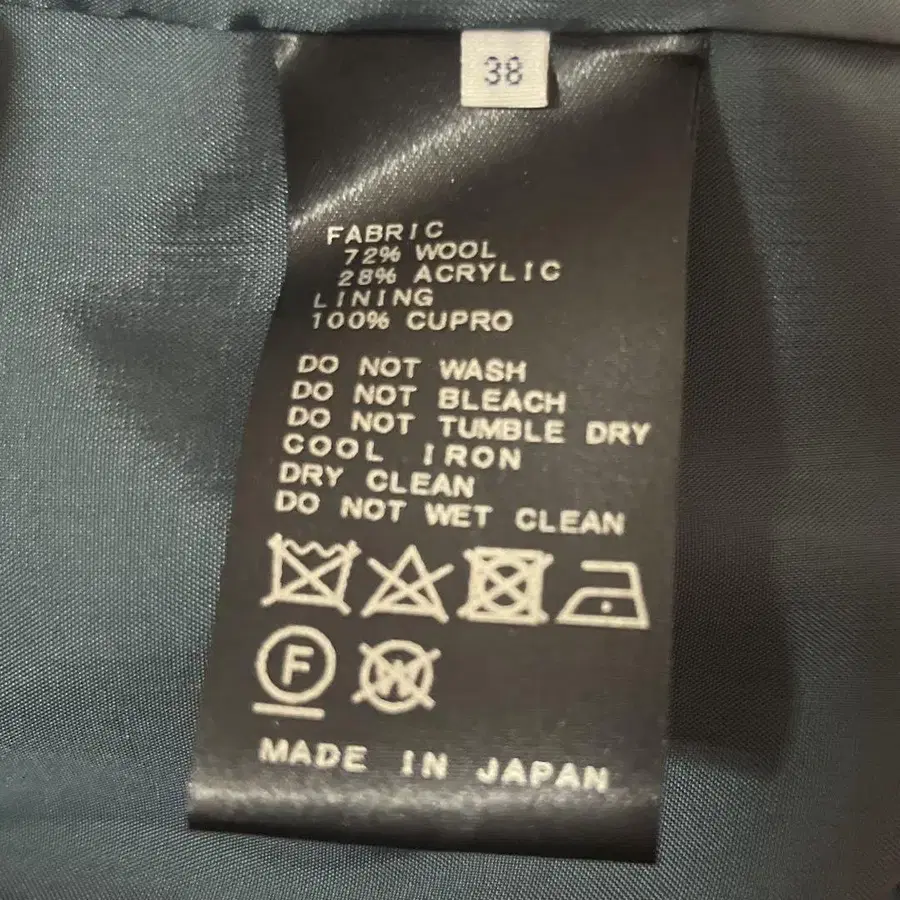 38
FABRIC
72% WOOL
28% ACRYLIC
LINING
100% CUPRO
DO NOT WASH
DO NOT BLEACH
DO NOT TUMBLE DRY
COOL IRON
DRY CLEAN
DO NOT WET CLEAN
F W
MADE IN JAPAN